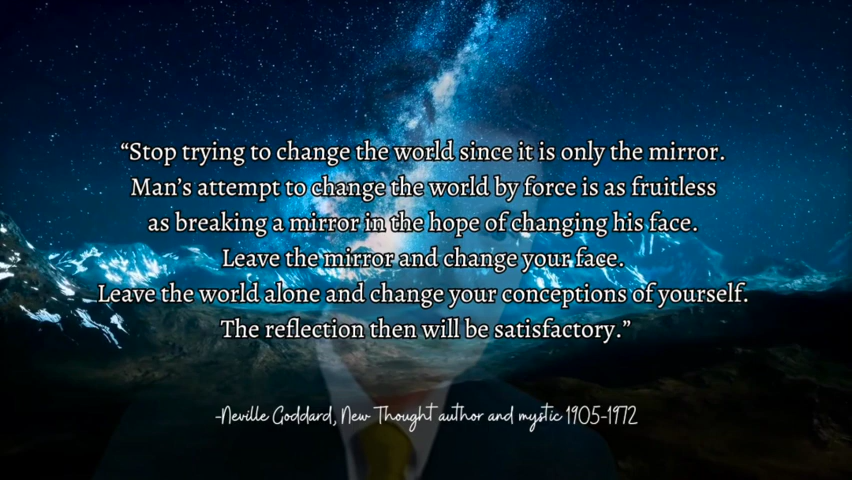 “Stop trying to change the world since it is only the mirror.
Man’s attempt to change the world by force is as fruitless
as breaking a mirror in the hope of changing his face.
Leave the mirror and change your face.
Leave the world alone and change your conceptions of yourself.
The reflection then will be satisfactory.”
-Neville Goddard, New Thought author and mystic 1905-1972